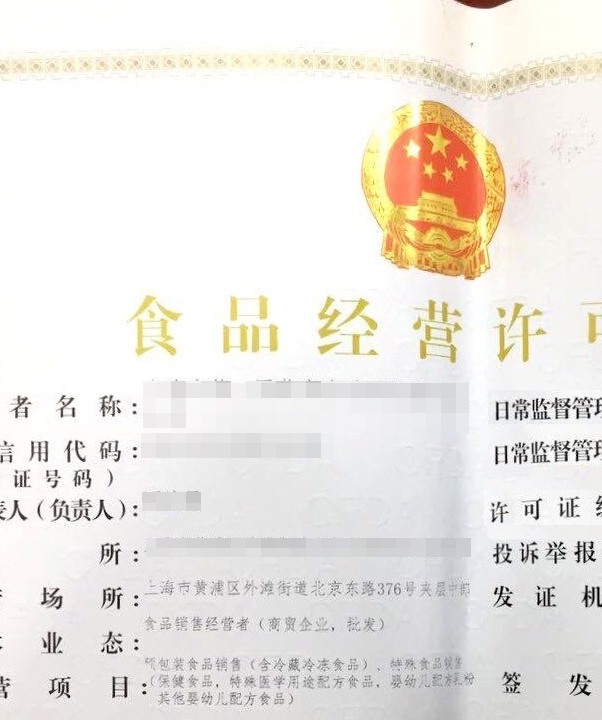 食品经营许
者名称: 日常监督管理
信用代码: 日常监督管理
证号码)
人(负责人): 许可证
所: 投诉举报
场所: 上海市黄浦区外滩街道北京东路376号夹层中部 发证机
业态: 食品销售经营者(商贸企业,批发)
项目: 预包装食品销售(含冷藏冷冻食品)、特殊食品销售 签发
(保健食品,特殊医学用途配方食品,婴幼儿配方乳粉
其他婴幼儿配方食品)